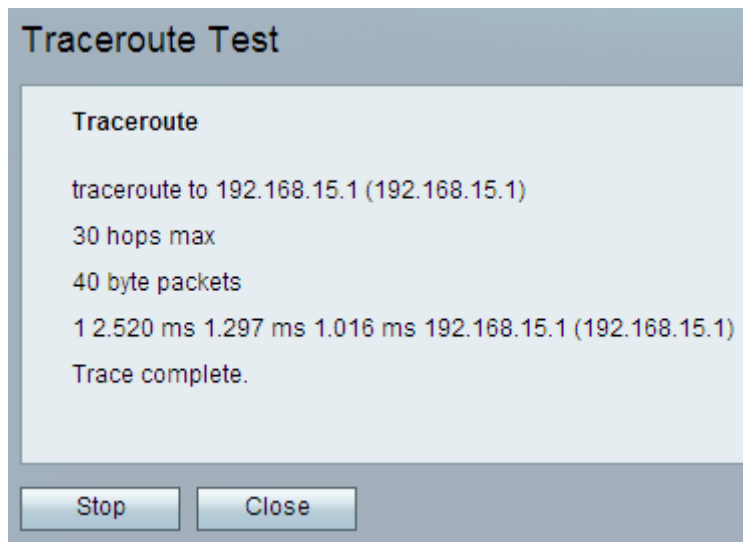 Traceroute Test
Traceroute
traceroute to 192.168.15.1 (192.168.15.1)
30 hops max
40 byte packets
1 2.520 ms 1.297 ms 1.016 ms 192.168.15.1 (192.168.15.1)
Trace complete.
Stop Close